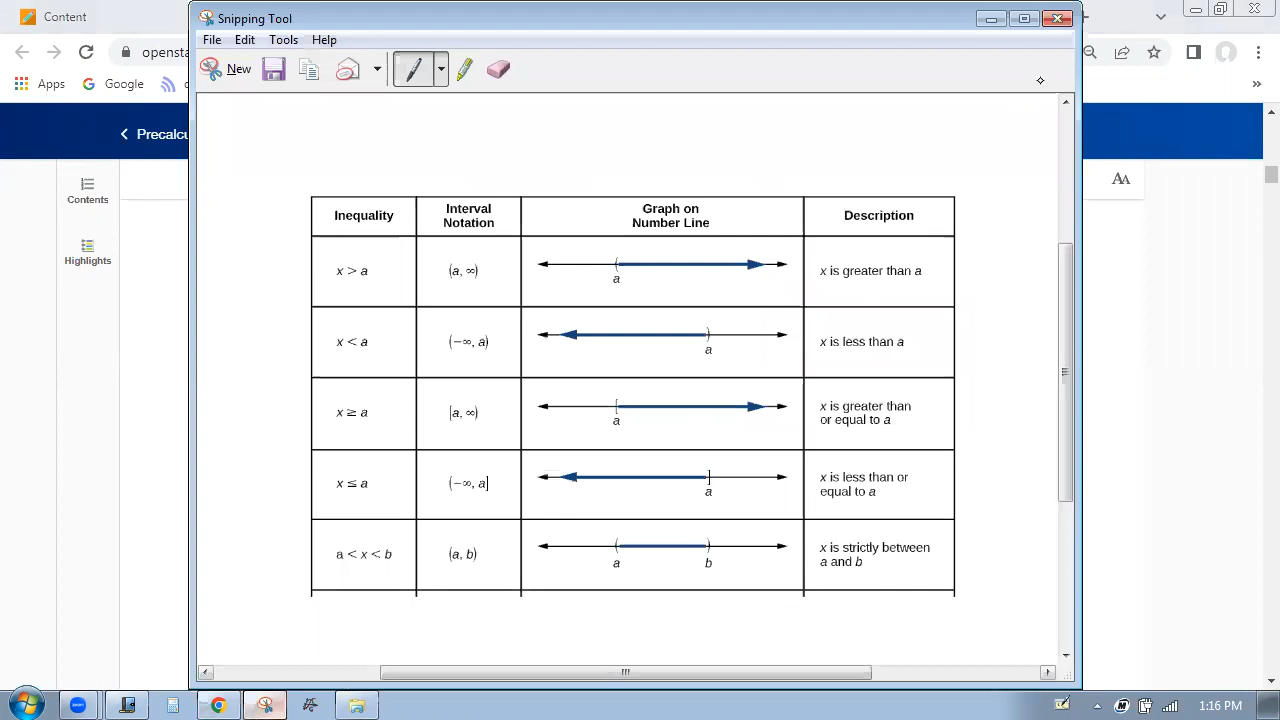 Content
Snipping Tool
File Edit Tools Help
New
opensta
Apps Google
Precalcu
Contents
Highlights
AA
Inequality
Interval
Notation
Graph on
Number Line
Description
x > a
(a, ∞)
a
x is greater than a
x < a
(−∞, a)
a
x is less than a
x ≥ a
[a, ∞)
a
x is greater than
or equal to a
x ≤ a
(−∞, a]
a
x is less than or
equal to a
a < x < b
(a, b)
a b
x is strictly between
a and b
zoom
1:16 PM